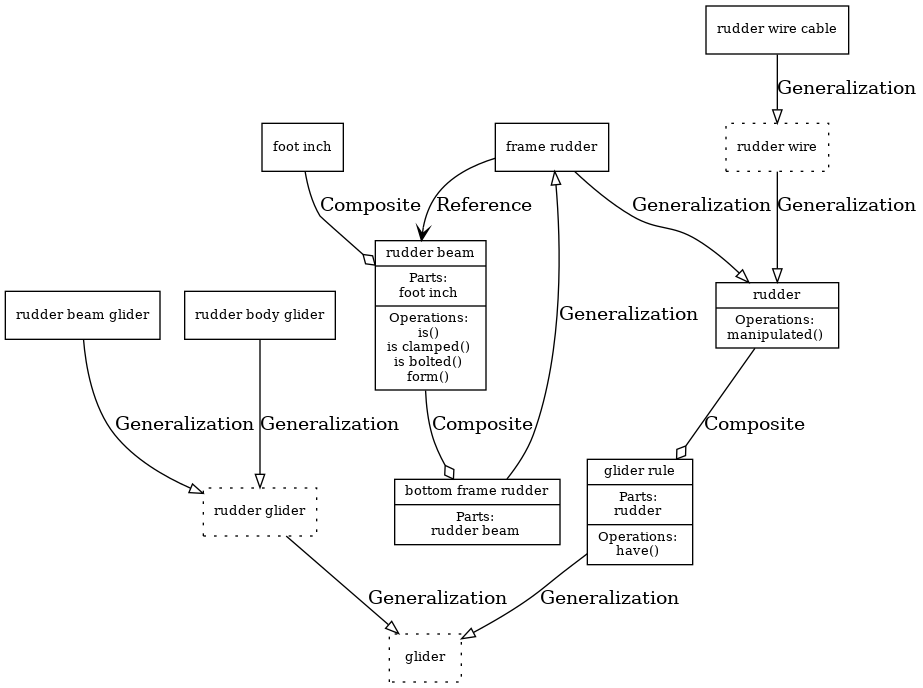 rudder wire cable
Generalization
foot inch
frame rudder
rudder wire
Composite
Reference
Generalization
Generalization
rudder beam
Parts:
foot inch
Operations:
is()
is clamped()
is bolted()
form()
rudder beam glider
rudder body glider
Generalization
rudder
Operations:
manipulated()
Generalization
Generalization
Composite
Composite
rudder glider
bottom frame rudder
Parts:
rudder beam
glider rule
Parts:
rudder
Operations:
have()
Generalization
Generalization
glider